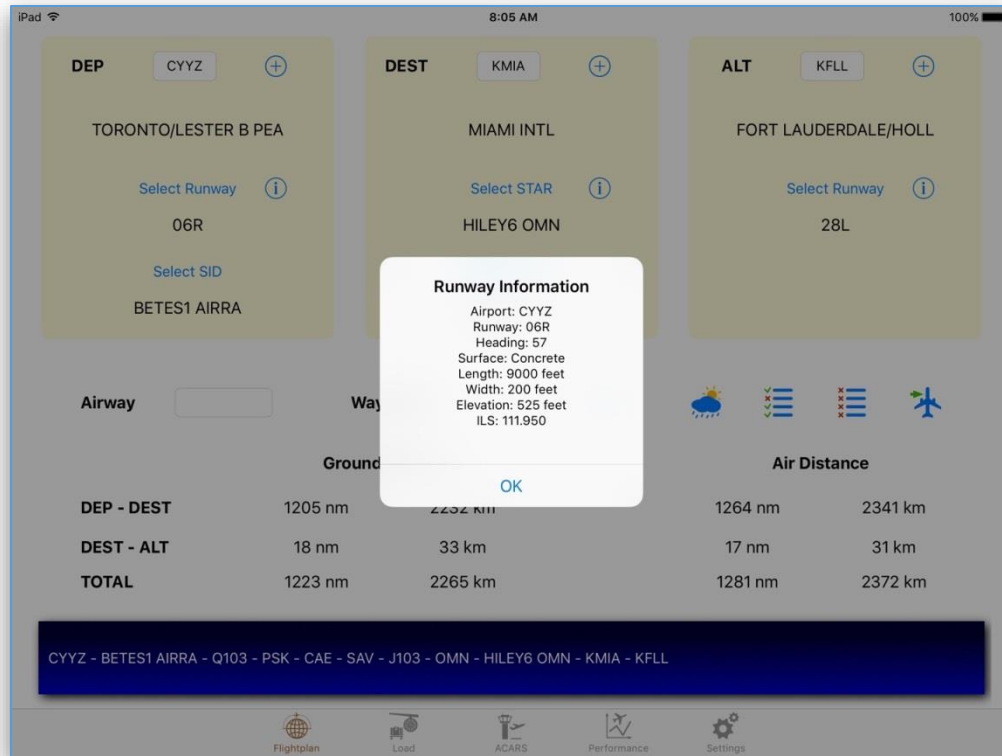 iPad 8:05 AM 100%
DEP CYYZ DEST KMIA ALT KFLL
TORONTO/LESTER B PEA MIAMI INTL FORT LAUDERDALE/HOLL
Select Runway Select STAR Select Runway
06R HILEY6 OMN 28L
Select SID
BETES1 AIRRA
Runway Information
Airport: CYYZ
Runway: 06R
Heading: 57
Surface: Concrete
Length: 9000 feet
Width: 200 feet
Elevation: 525 feet
ILS: 111.950
OK
Airway Way
Ground Air Distance
DEP - DEST 1205 nm 2232 km 1264 nm 2341 km
DEST - ALT 18 nm 33 km 17 nm 31 km
TOTAL 1223 nm 2265 km 1281 nm 2372 km
CYYZ - BETES1 AIRRA - Q103 - PSK - CAE - SAV - J103 - OMN - HILEY6 OMN - KMIA - KFLL
Flightplan Load ACARS Performance Settings